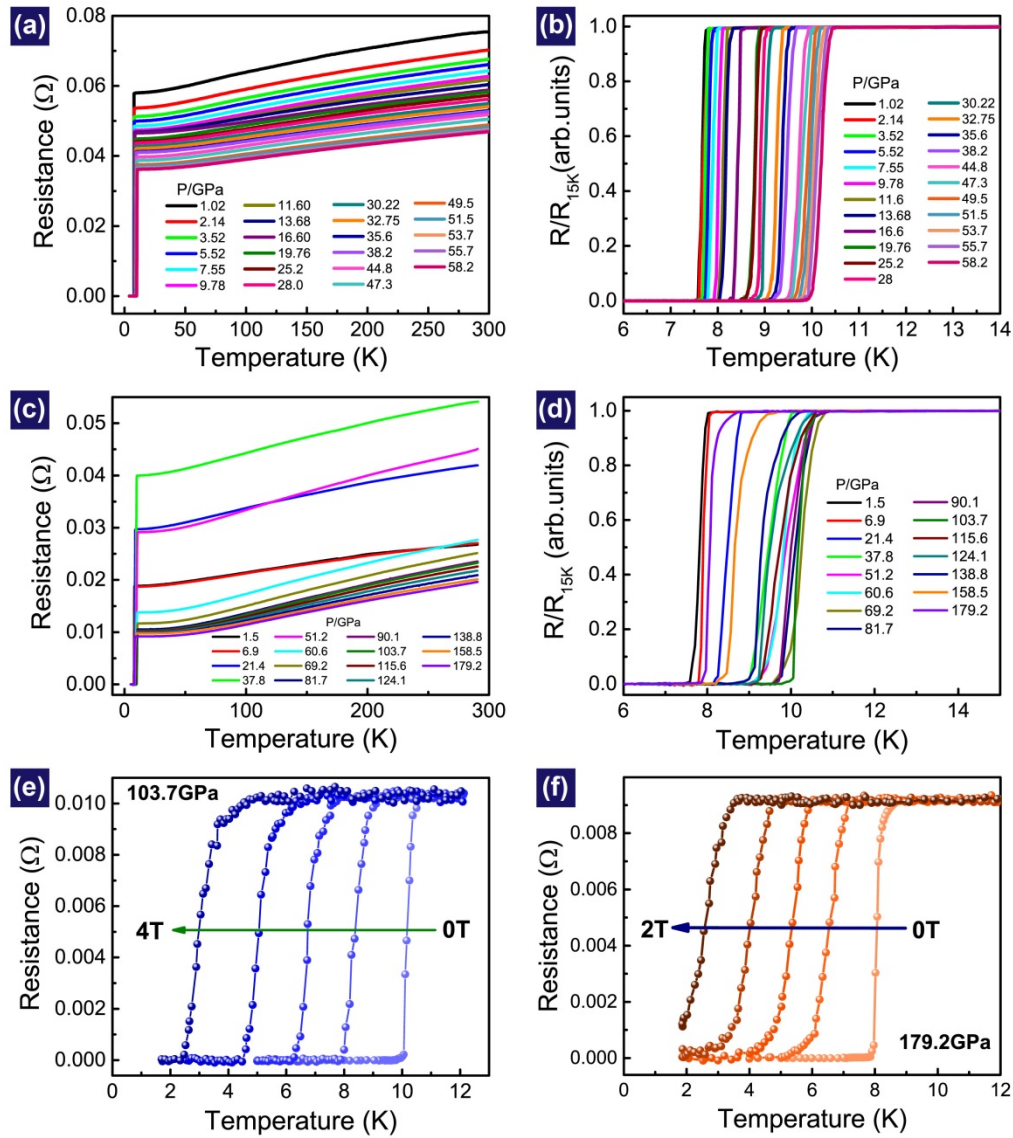 (a)
Resistance (Ω)
0.08
0.06
0.04
0.02
0.00
P/GPa
1.02 11.60 30.22 49.5
2.14 13.68 32.75 51.5
3.52 16.60 35.6 53.7
5.52 19.76 38.2 55.7
7.55 25.2 44.8 58.2
9.78 28.0 47.3
0 50 100 150 200 250 300
Temperature (K)
(b)
R/R15K(arb.units)
1.0
0.8
0.6
0.4
0.2
0.0
P/GPa
1.02 30.22
2.14 32.75
3.52 35.6
5.52 38.2
7.55 44.8
9.78 47.3
11.6 49.5
13.68 51.5
16.6 53.7
19.76 55.7
25.2 58.2
28
6 7 8 9 10 11 12 13 14
Temperature (K)
(c)
Resistance (Ω)
0.05
0.04
0.03
0.02
0.01
0.00
P/GPa
1.5 51.2 90.1 138.8
6.9 60.6 103.7 158.5
21.4 69.2 115.6 179.2
37.8 81.7 124.1
0 100 200 300
Temperature (K)
(d)
R/R15K (arb.units)
1.0
0.8
0.6
0.4
0.2
0.0
P/GPa
1.5 90.1
6.9 103.7
21.4 115.6
37.8 124.1
51.2 138.8
60.6 158.5
69.2 179.2
81.7
6 8 10 12 14
Temperature (K)
(e)
103.7GPa
Resistance (Ω)
0.010
0.008
0.006
0.004
0.002
0.000
4T 0T
0 2 4 6 8 10 12
Temperature (K)
(f)
Resistance (Ω)
0.010
0.008
0.006
0.004
0.002
0.000
2T 0T
179.2GPa
0 2 4 6 8 10 12
Temperature (K)